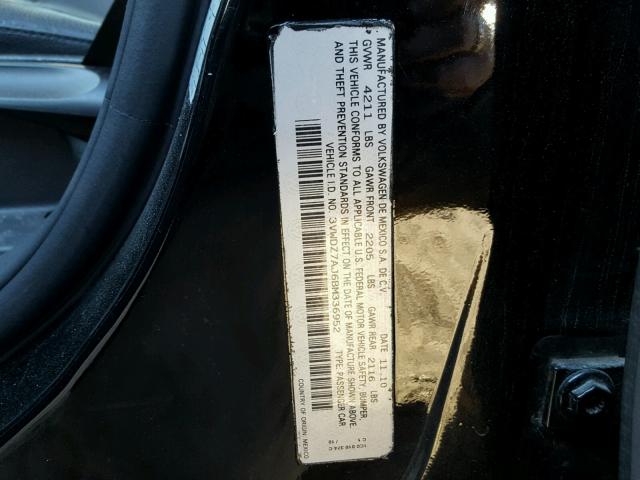 MANUFACTURED BY VOLKSWAGEN DE MEXICO S.A. DE C.V. DATE 11.10
GVWR 4211 LBS GAWR FRONT 2205 LBS GAWR REAR 2116 LBS
THIS VEHICLE CONFORMS TO ALL APPLICABLE U.S. FEDERAL MOTOR VEHICLE SAFETY, BUMPER
AND THEFT PREVENTION STANDARDS IN EFFECT ON THE DATE OF MANUFACTURE SHOWN ABOVE
VEHICLE I.D. NO. 3VWDZ7AJ6BM336952 TYPE: PASSENGER CAR
COUNTRY OF ORIGIN: MEXICO